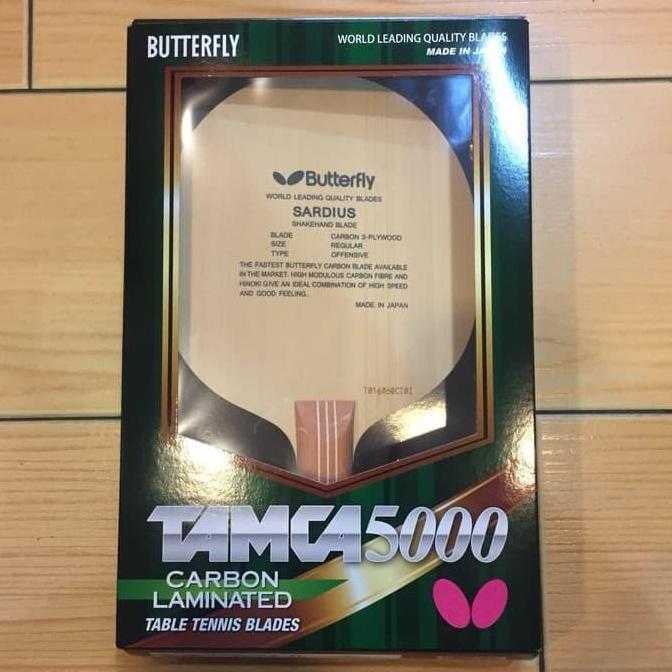 BUTTERFLY
WORLD LEADING QUALITY BLADES
MADE IN JAPAN
Butterfly
WORLD LEADING QUALITY BLADES
SARDIUS
SHAKEHAND BLADE
BLADE CARBON 3-PLYWOOD
SIZE REGULAR
TYPE OFFENSIVE
THE FASTEST BUTTERFLY CARBON BLADE AVAILABLE
IN THE MARKET. HIGH MODULOUS CARBON FIBRE AND
HINOKI GIVE AN IDEAL COMBINATION OF HIGH SPEED
AND GOOD FEELING.
MADE IN JAPAN
TAMCA5000
CARBON
LAMINATED
TABLE TENNIS BLADES